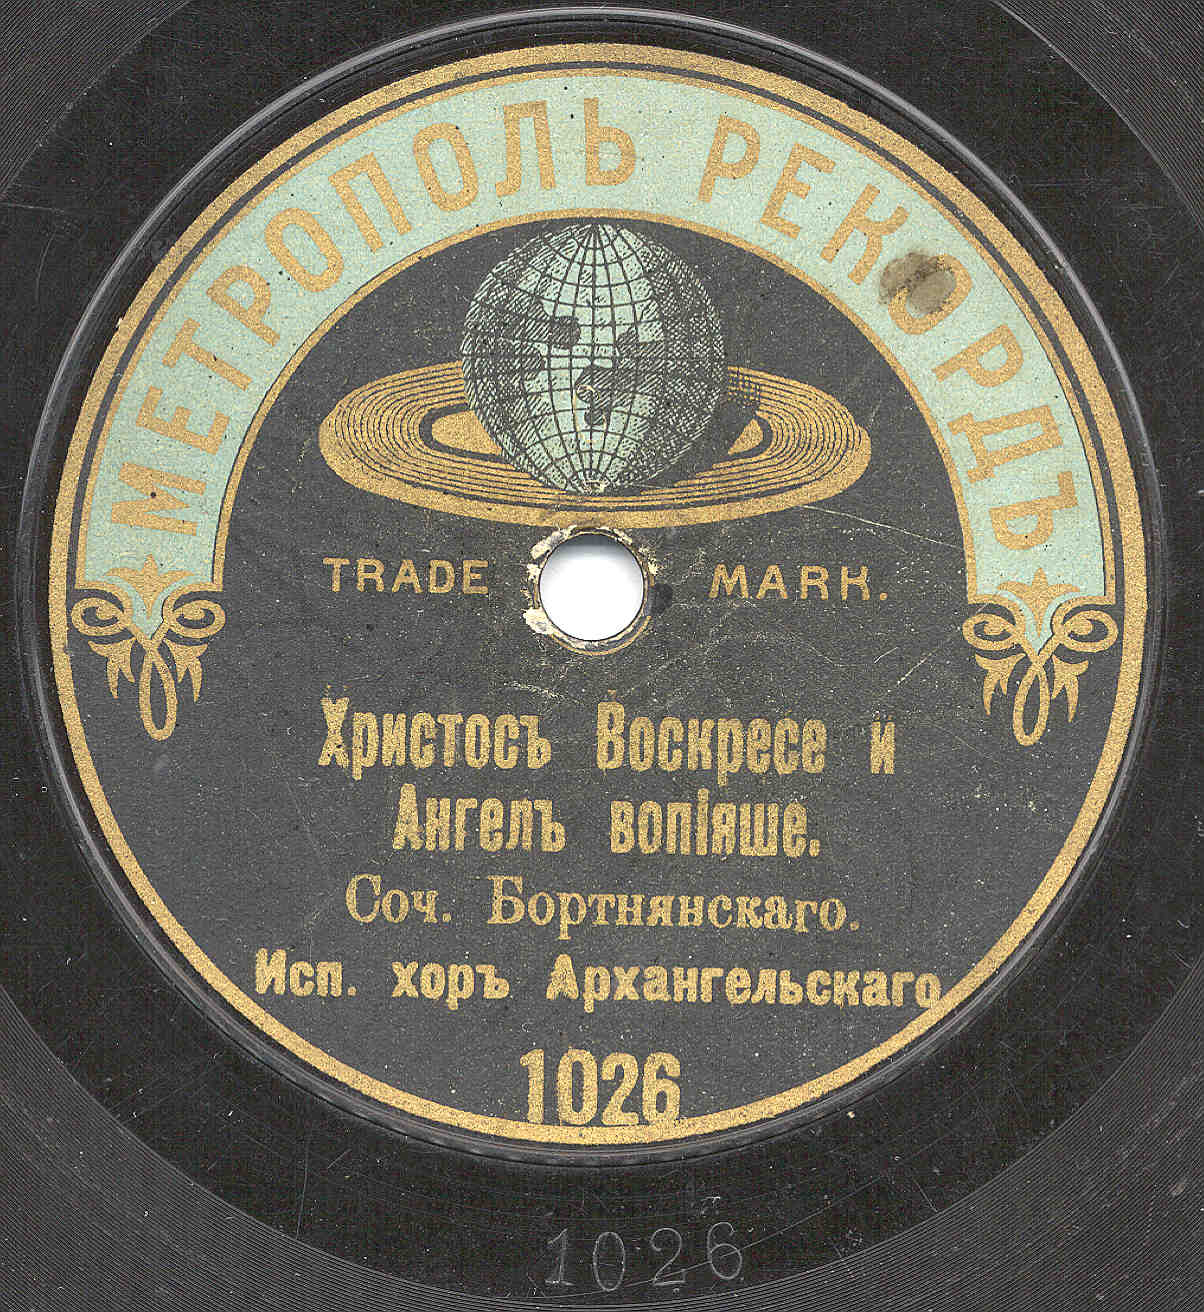 МЕТРОПОЛЬ РЕКОРДЪ
TRADE MARK.
Христосъ Воскресе и
Ангелъ вопіяше.
Соч. Бортнянскаго.
Исп. хоръ Архангельскаго
1026
1026